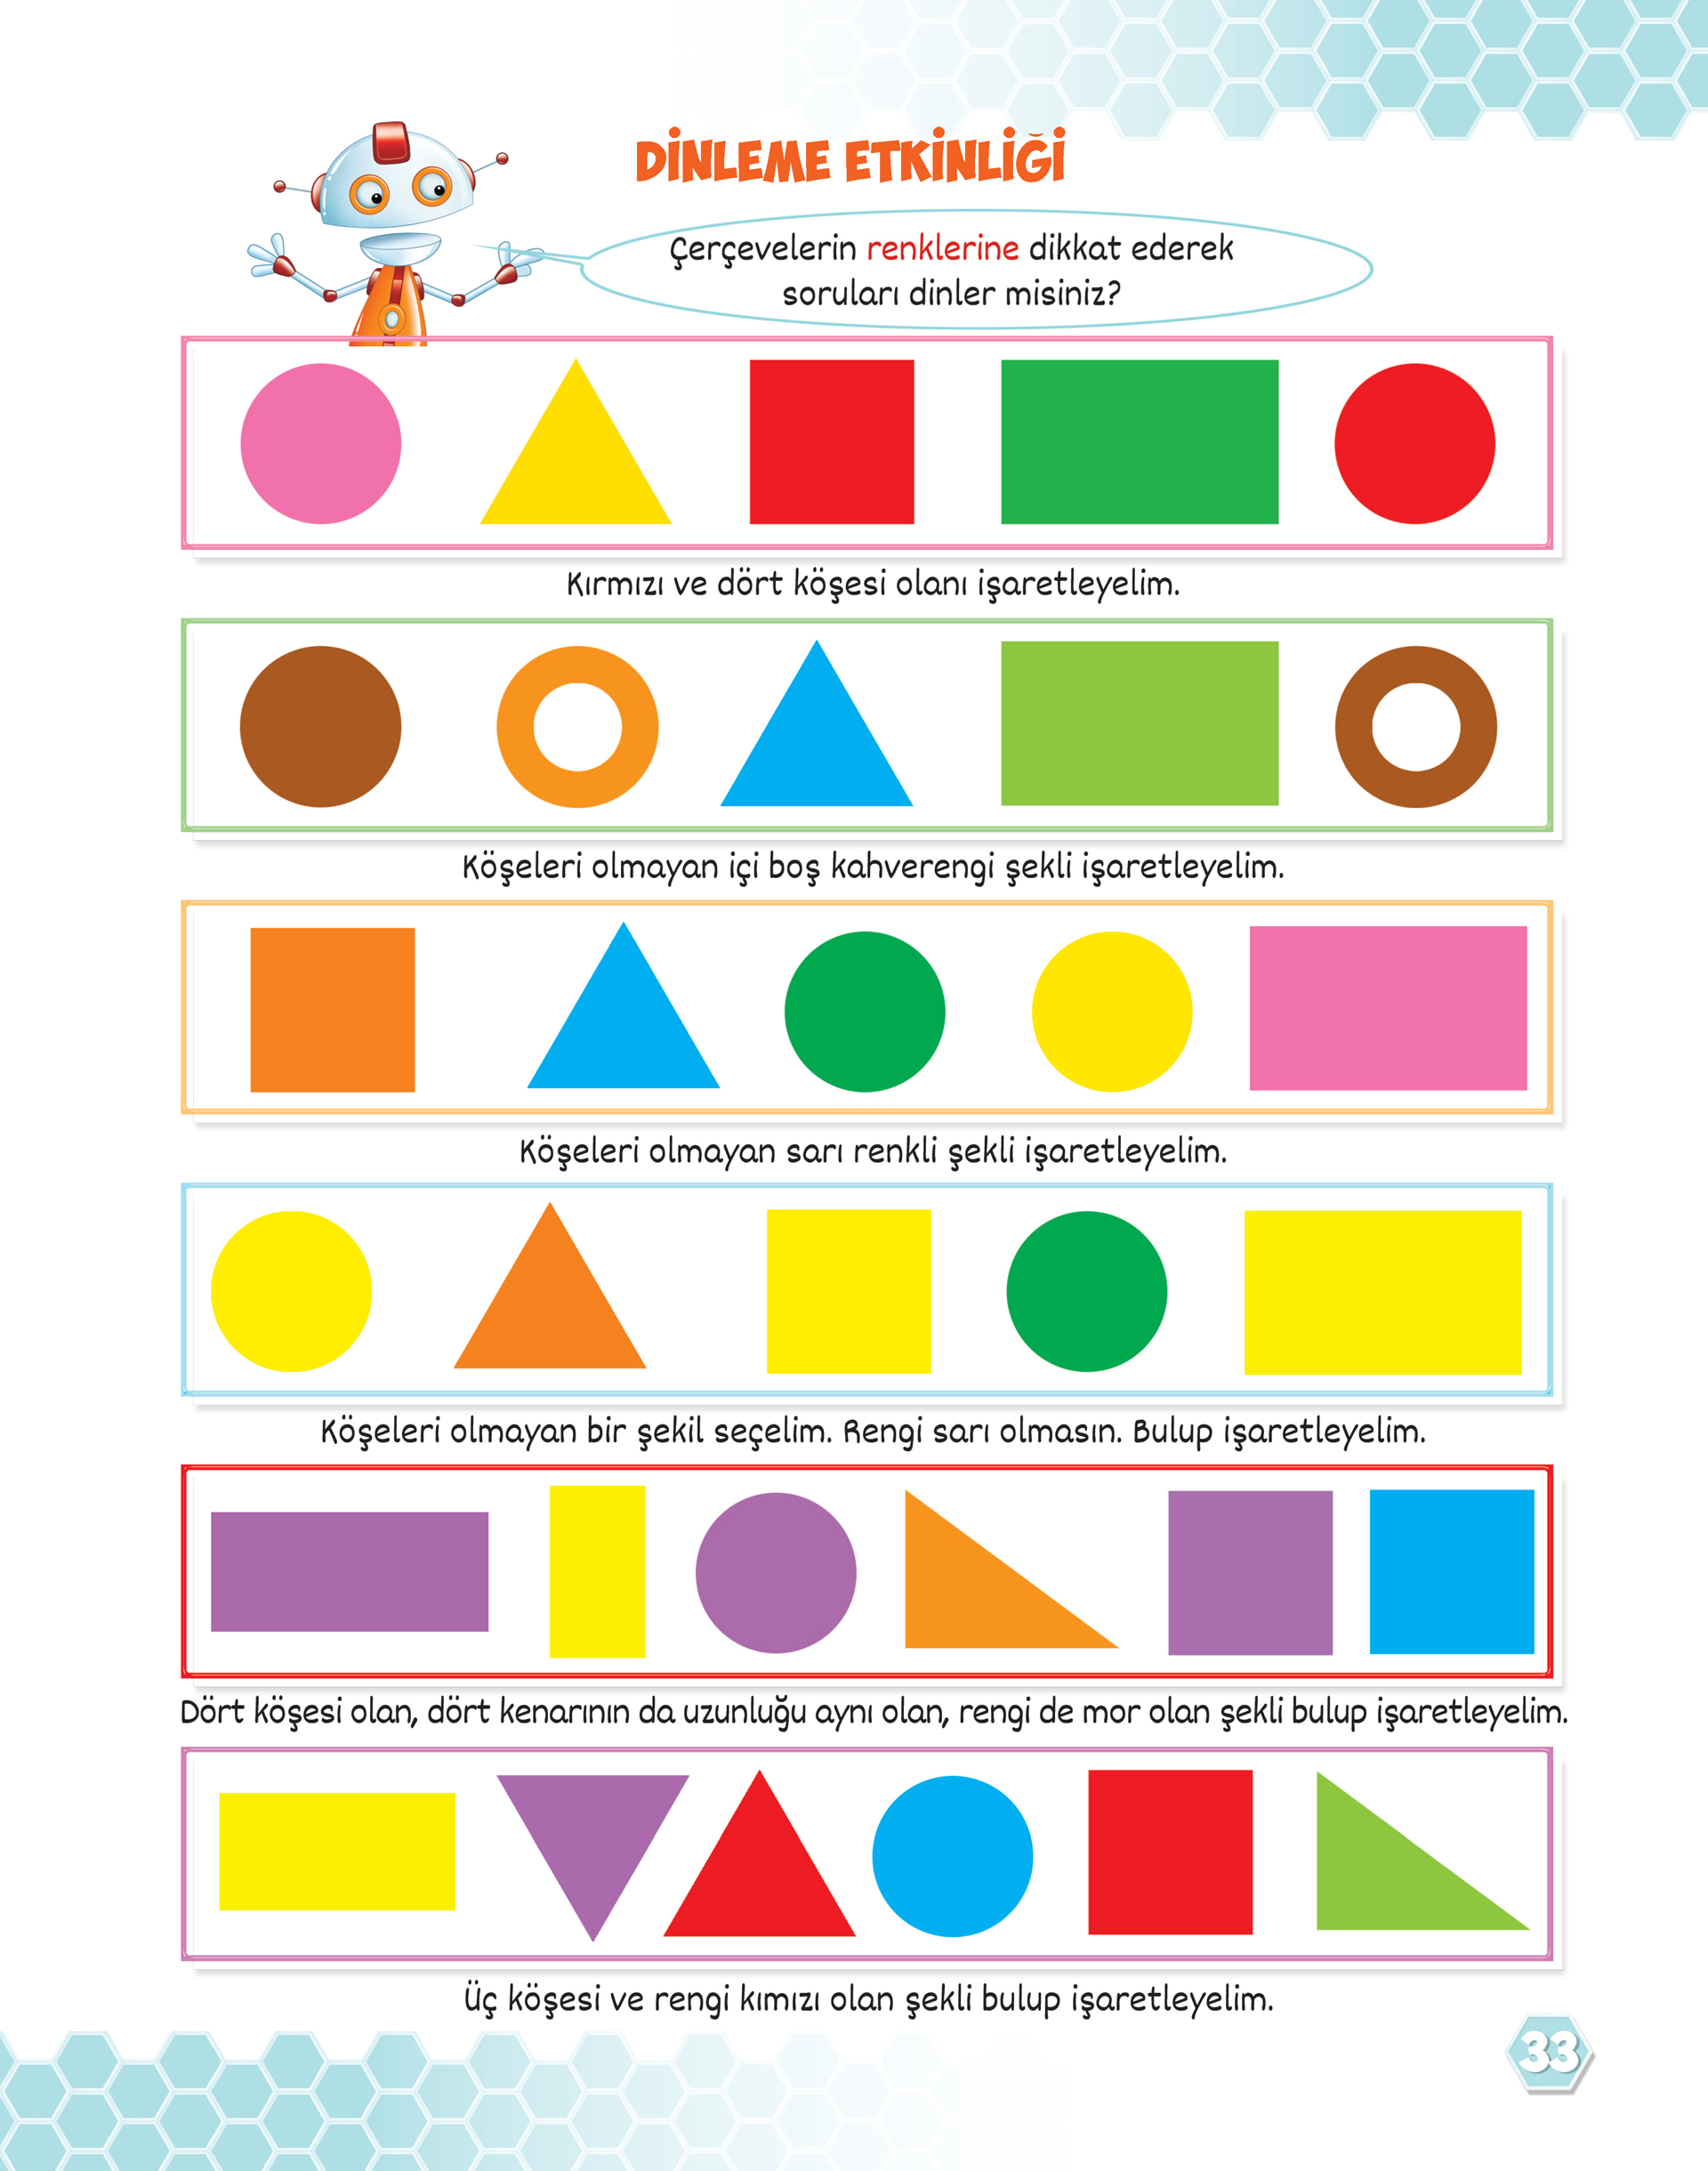 DİNLEME ETKİNLİĞİ
Çerçevelerin renklerine dikkat ederek
soruları dinler misiniz?
Kırmızı ve dört köşesi olanı işaretleyelim.
Köşeleri olmayan içi boş kahverengi şekli işaretleyelim.
Köşeleri olmayan sarı renkli şekli işaretleyelim.
Köşeleri olmayan bir şekil seçelim. Rengi sarı olmasın. Bulup işaretleyelim.
Dört köşesi olan, dört kenarının da uzunluğu aynı olan, rengi de mor olan şekli bulup işaretleyelim.
Üç köşesi ve rengi kımızı olan şekli bulup işaretleyelim.
33